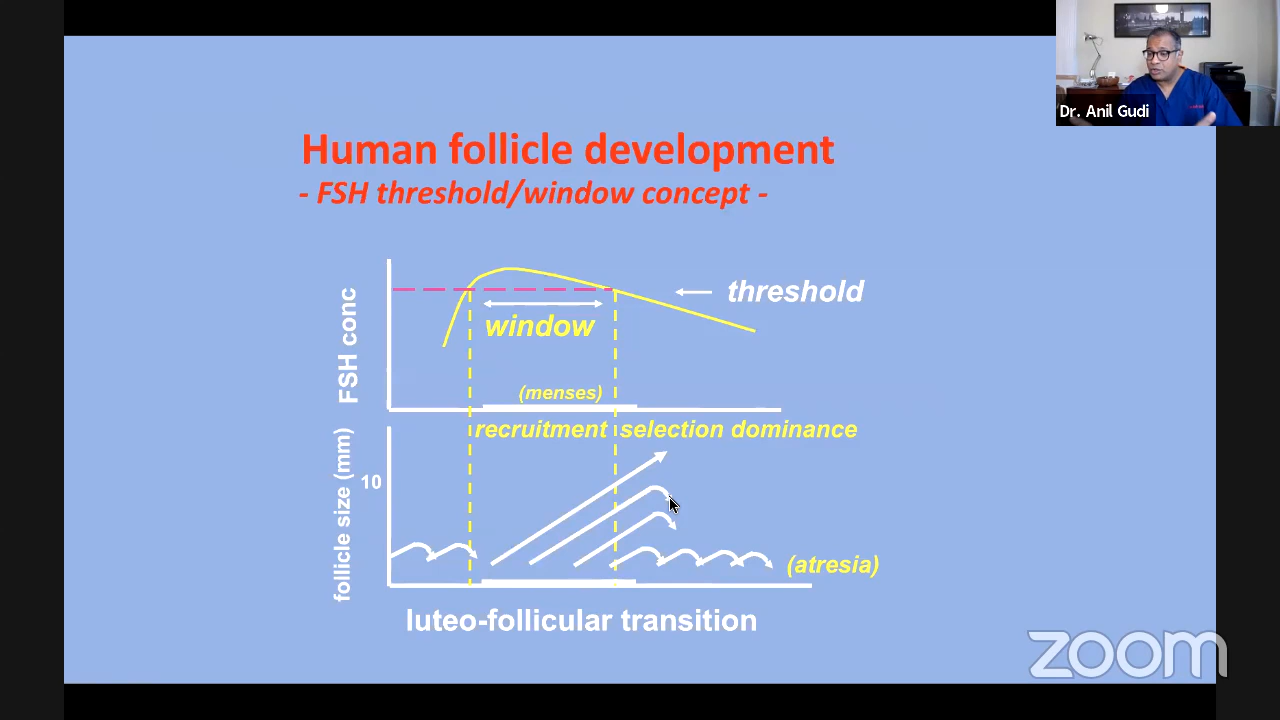 Dr. Anil Gudi
Human follicle development
- FSH threshold/window concept -
FSH conc
threshold
window
(menses)
recruitment selection dominance
follicle size (mm)
10
(atresia)
luteo-follicular transition
zoom